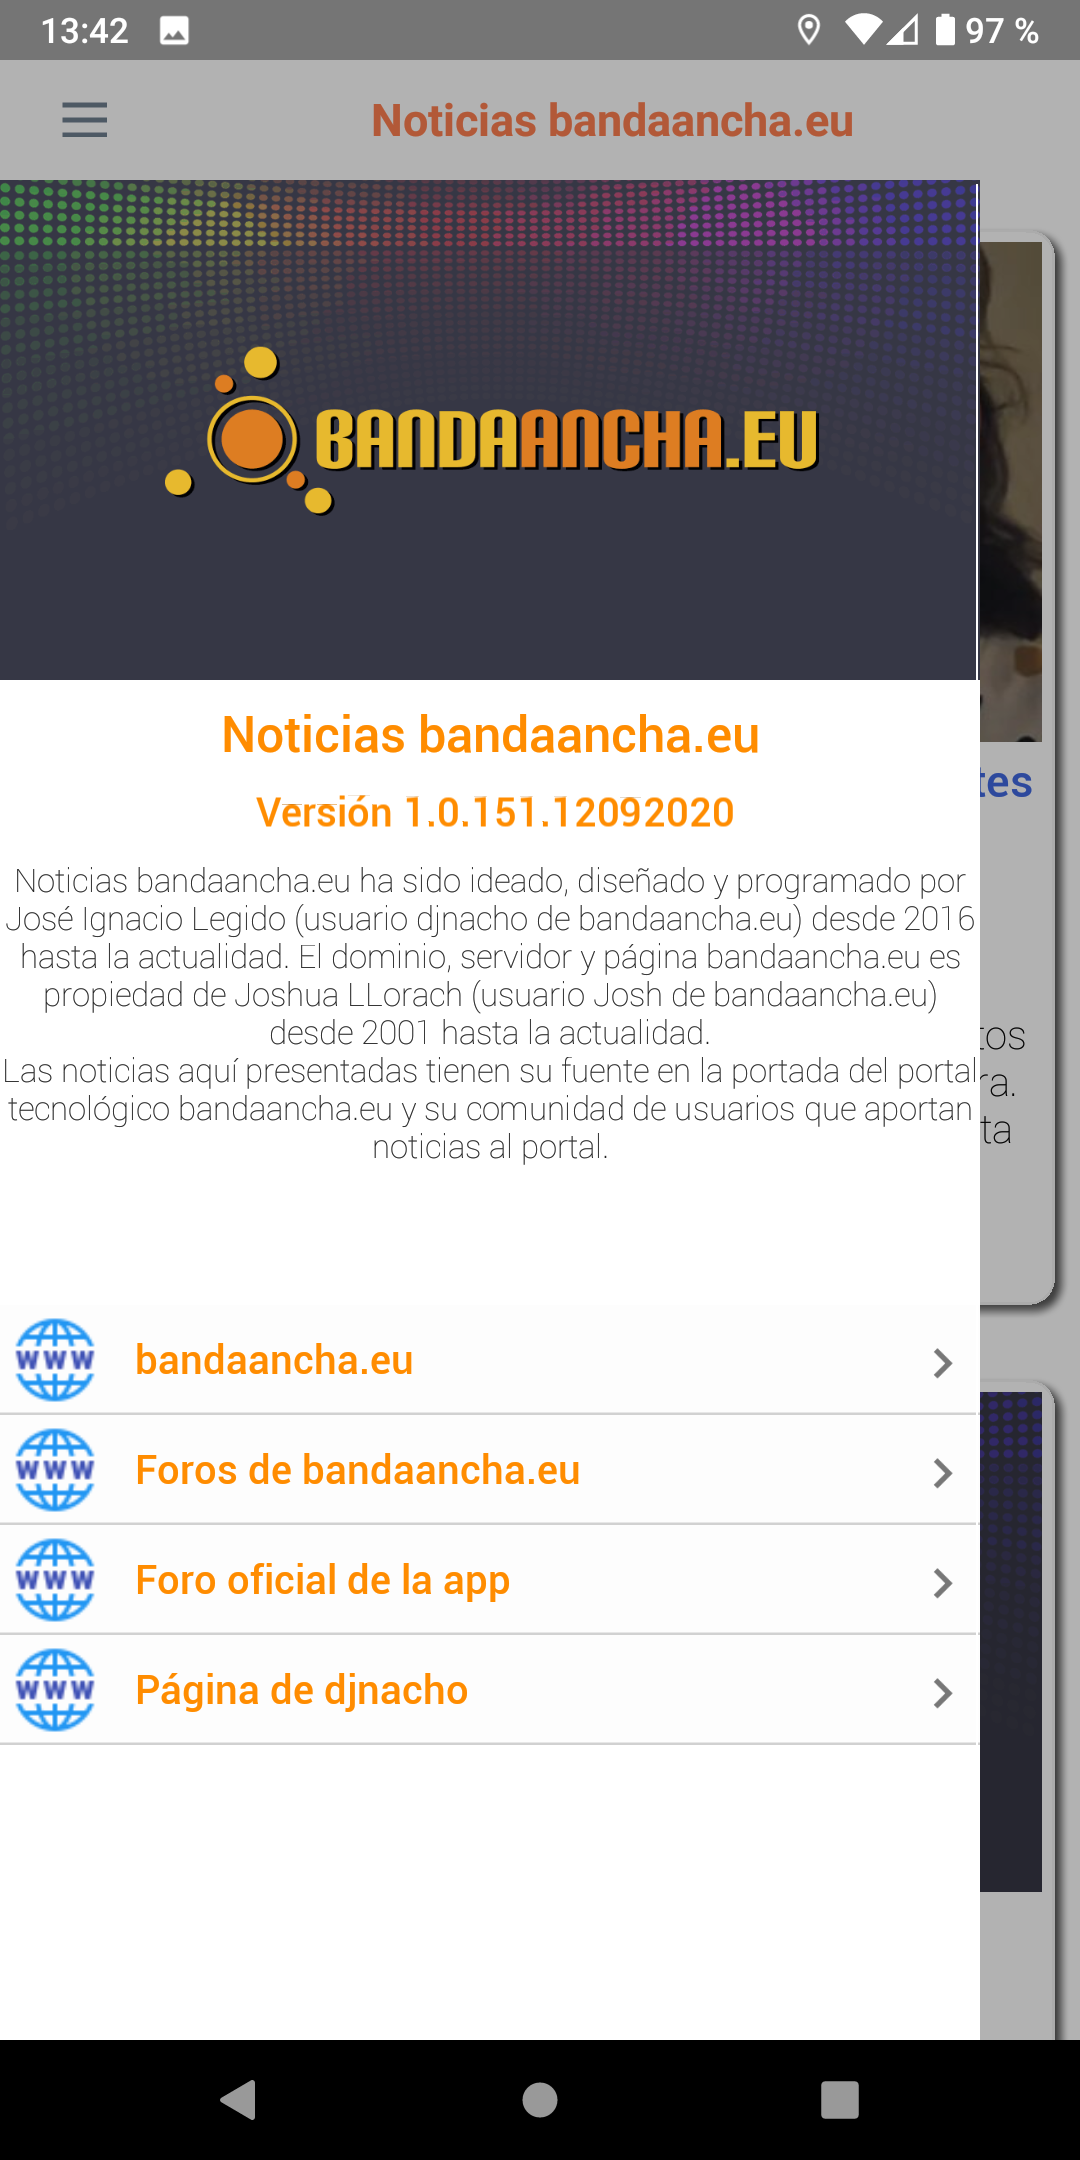 13:42
97 %
Noticias bandaancha.eu
BANDAANCHA.EU
Noticias bandaancha.eu
Versión 1.0.151.12092020
Noticias bandaancha.eu ha sido ideado, diseñado y programado por
José Ignacio Legido (usuario djnacho de bandaancha.eu) desde 2016
hasta la actualidad. El dominio, servidor y página bandaancha.eu es
propiedad de Joshua LLorach (usuario Josh de bandaancha.eu)
desde 2001 hasta la actualidad.
Las noticias aquí presentadas tienen su fuente en la portada del portal
tecnológico bandaancha.eu y su comunidad de usuarios que aportan
noticias al portal.
www bandaancha.eu
www Foros de bandaancha.eu
www Foro oficial de la app
www Página de djnacho